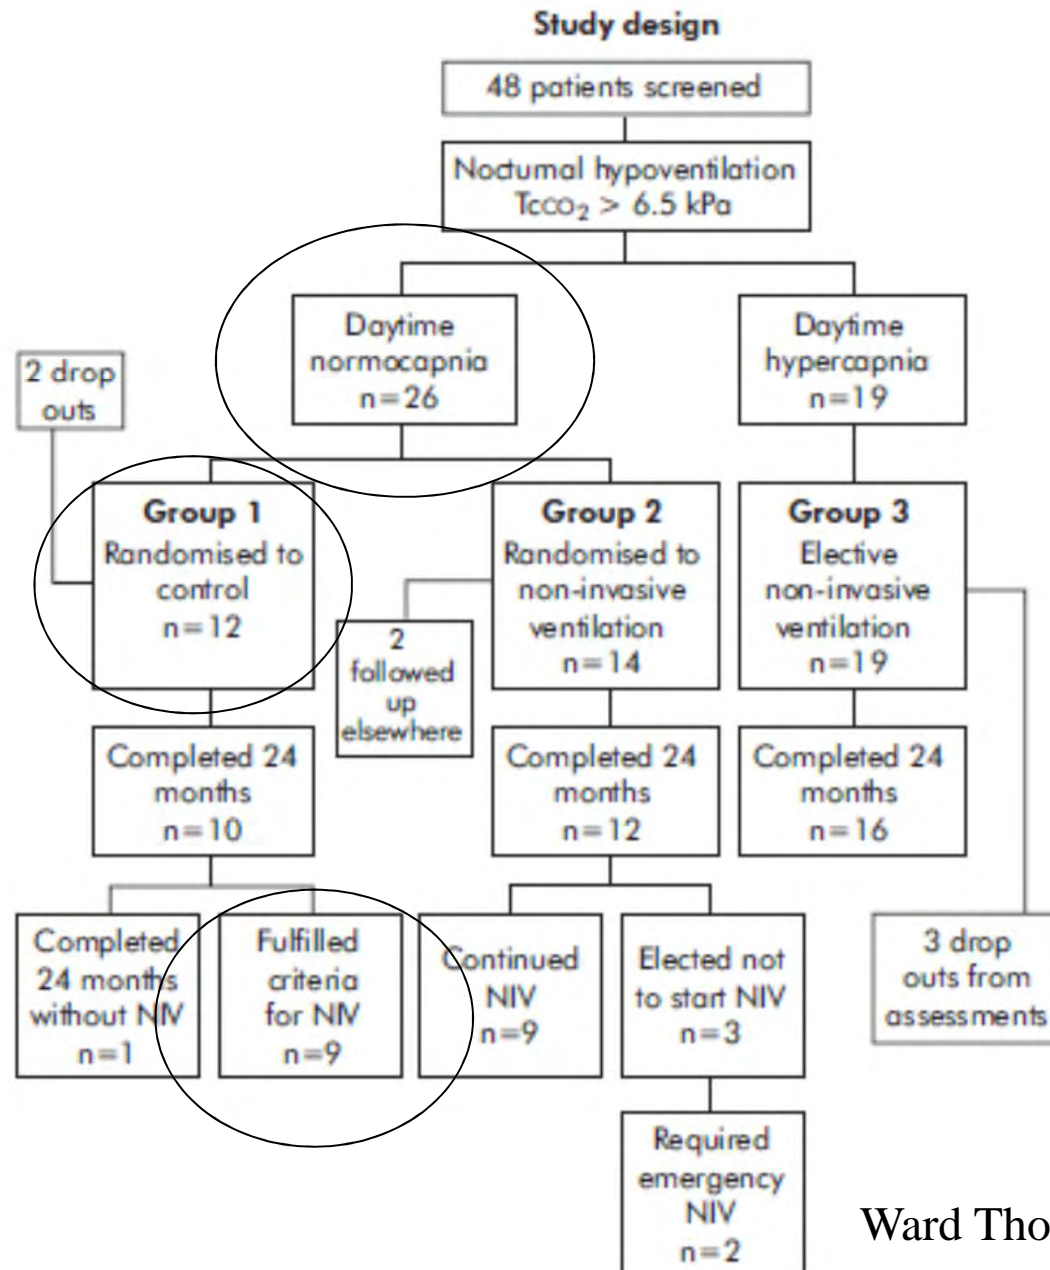 Study design
48 patients screened
Nocturnal hypoventilation
TcCO₂ > 6.5 kPa
Daytime
normocapnia
n=26
Daytime
hypercapnia
n=19
2 drop
outs
Group 1
Randomised to
control
n=12
Group 2
Randomised to
non-invasive
ventilation
n=14
Group 3
Elective
non-invasive
ventilation
n=19
2
followed
up
elsewhere
Completed 24
months
n=10
Completed 24
months
n=12
Completed 24
months
n=16
Completed
24 months
without NIV
n=1
Fulfilled
criteria
for NIV
n=9
Continued
NIV
n=9
Elected not
to start NIV
n=3
3 drop
outs from
assessments
Required
emergency
NIV
n=2
Ward Tho